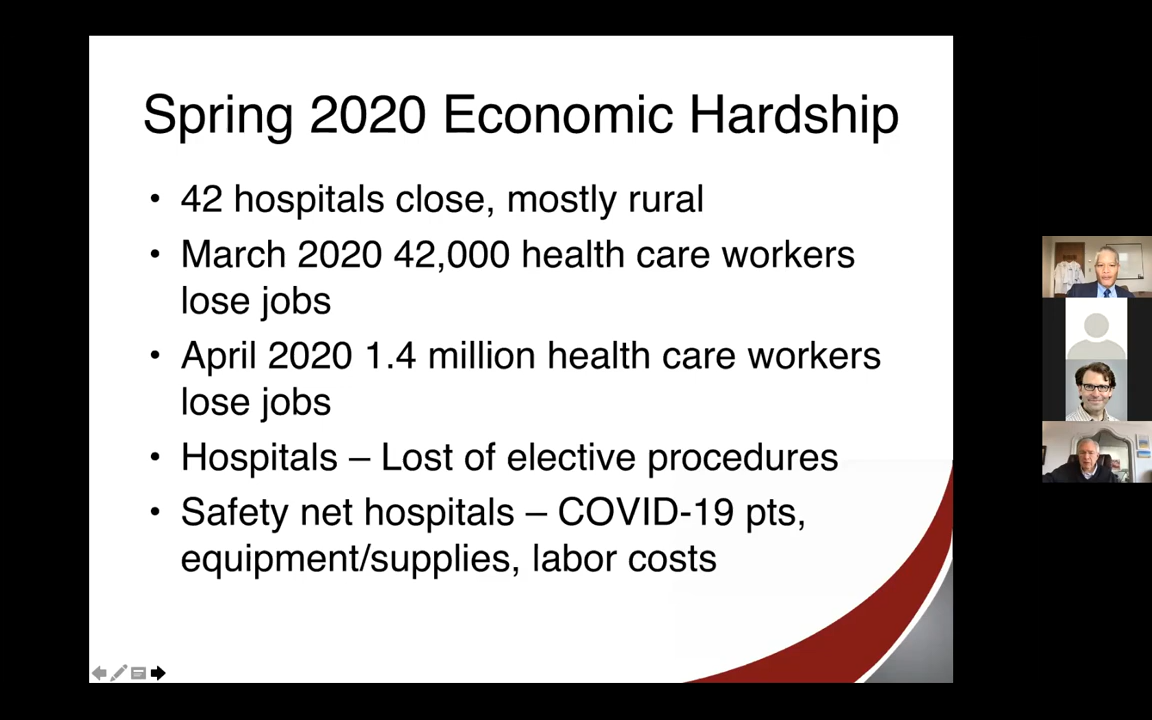 Spring 2020 Economic Hardship
• 42 hospitals close, mostly rural
• March 2020 42,000 health care workers
lose jobs
• April 2020 1.4 million health care workers
lose jobs
• Hospitals – Lost of elective procedures
• Safety net hospitals – COVID-19 pts,
equipment/supplies, labor costs